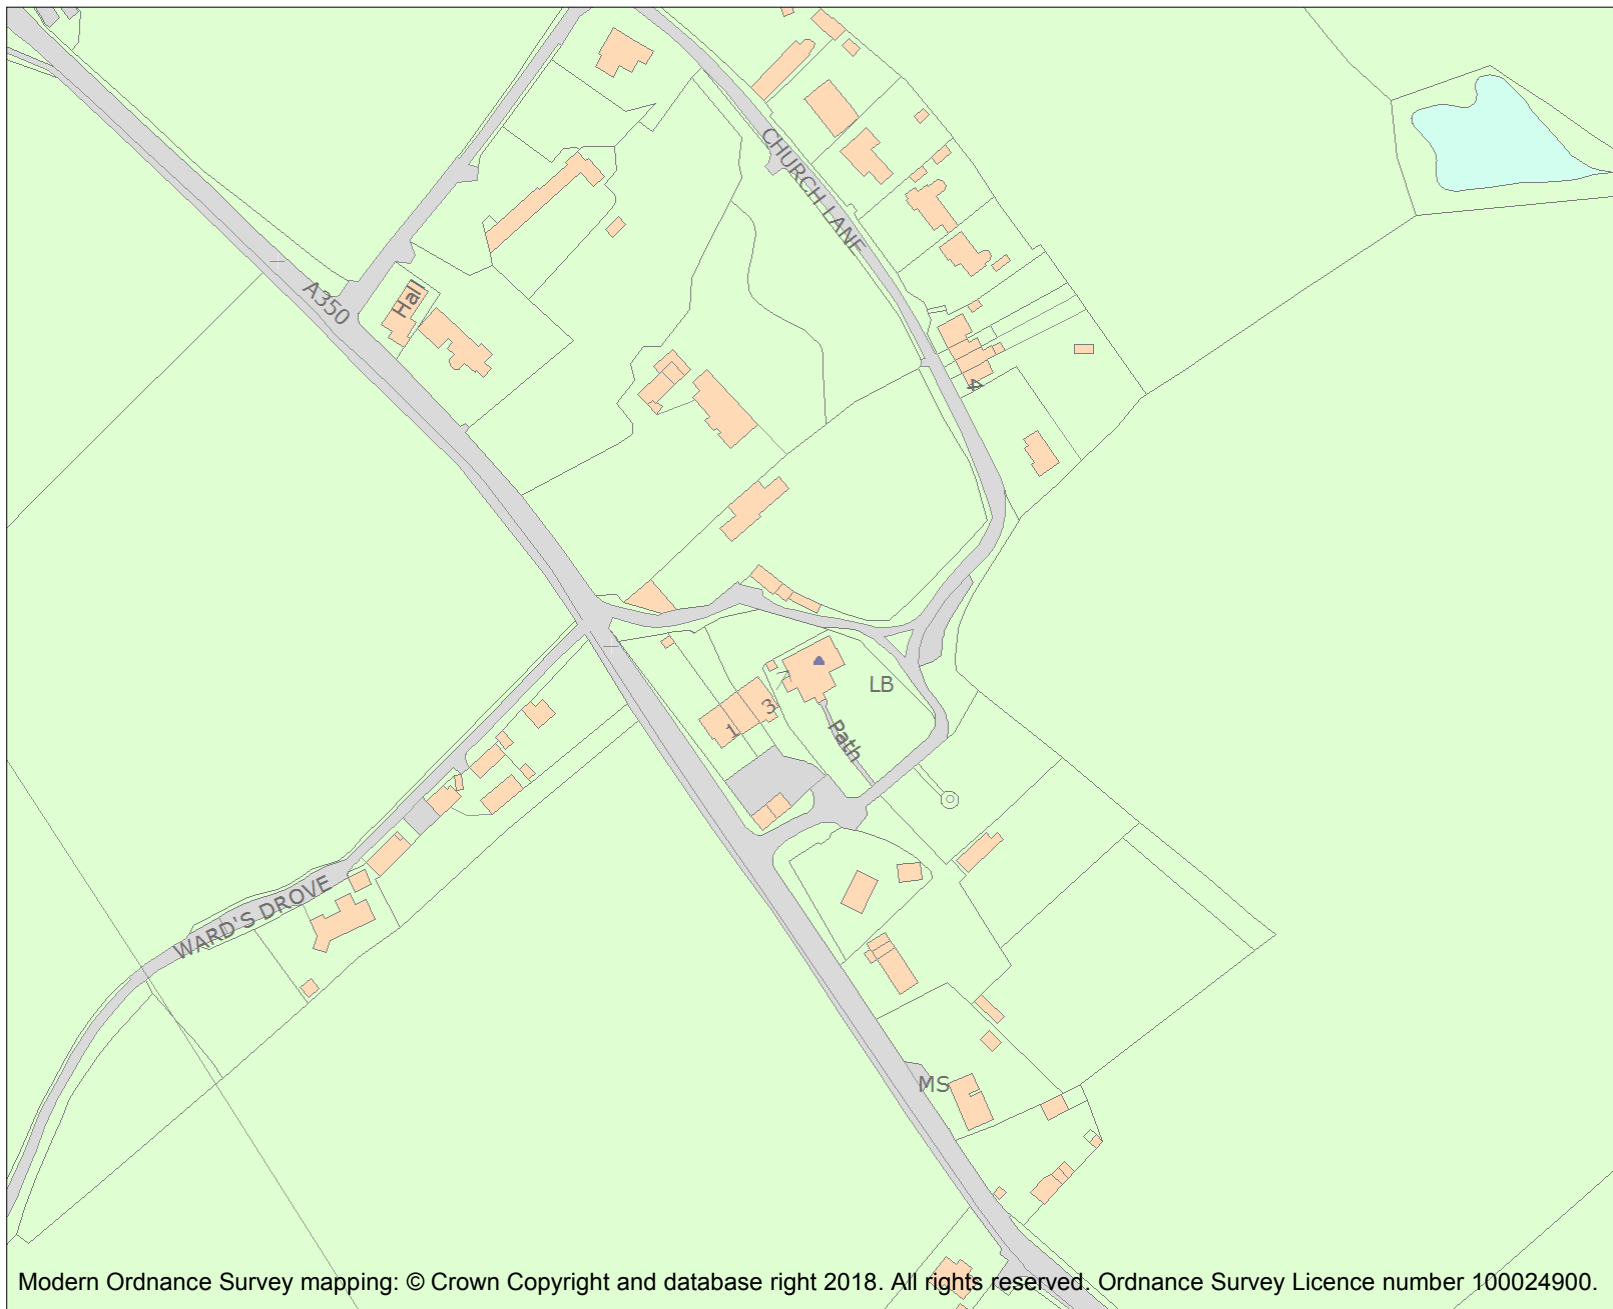 CHURCH LANE
A350
Hall
4
LB
3
1
Path
WARD'S DROVE
MS
Modern Ordnance Survey mapping: © Crown Copyright and database right 2018. All rights reserved. Ordnance Survey Licence number 100024900.